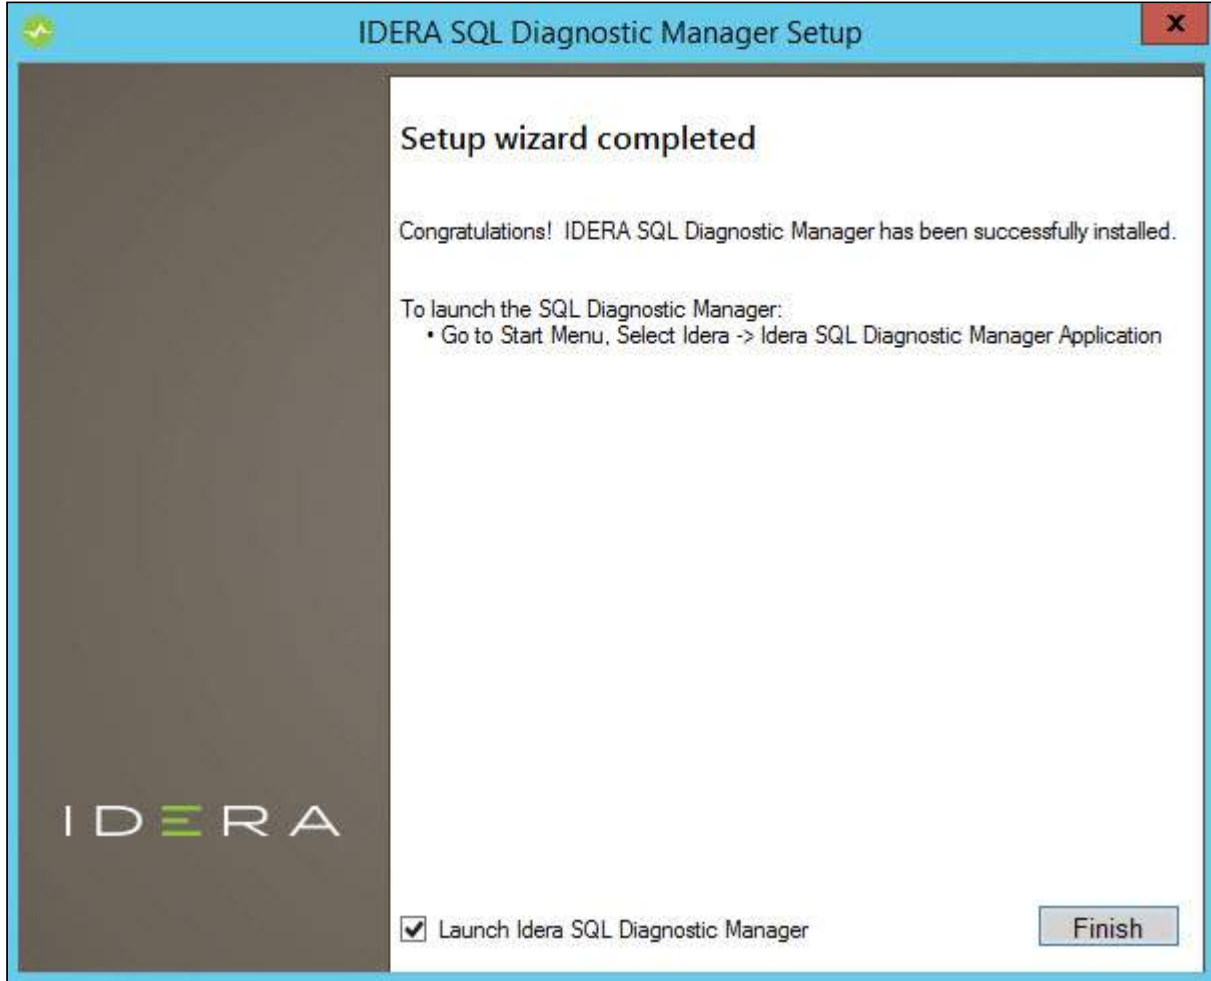 IDERA SQL Diagnostic Manager Setup
x
Setup wizard completed
Congratulations!  IDERA SQL Diagnostic Manager has been successfully installed.
To launch the SQL Diagnostic Manager:
• Go to Start Menu, Select Idera -> Idera SQL Diagnostic Manager Application
IDERA
Launch Idera SQL Diagnostic Manager
Finish